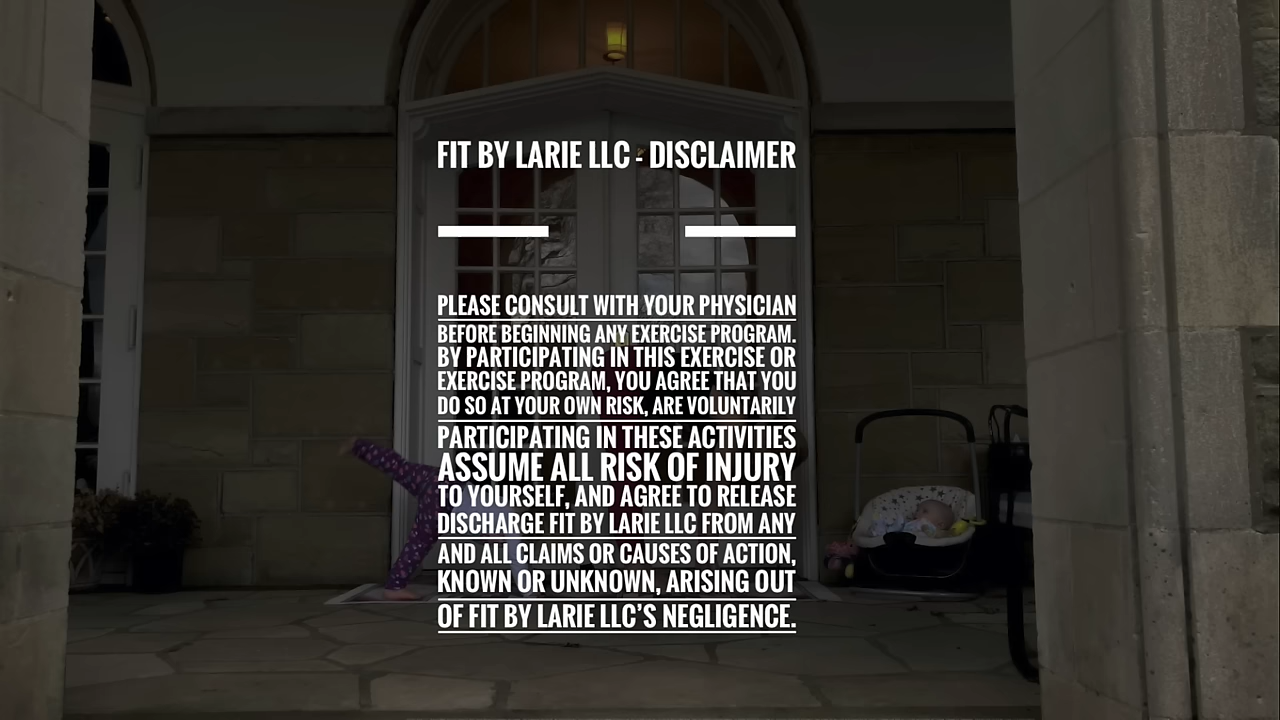 FIT BY LARIE LLC - DISCLAIMER
PLEASE CONSULT WITH YOUR PHYSICIAN
BEFORE BEGINNING ANY EXERCISE PROGRAM.
BY PARTICIPATING IN THIS EXERCISE OR
EXERCISE PROGRAM, YOU AGREE THAT YOU
DO SO AT YOUR OWN RISK, ARE VOLUNTARILY
PARTICIPATING IN THESE ACTIVITIES
ASSUME ALL RISK OF INJURY
TO YOURSELF, AND AGREE TO RELEASE
DISCHARGE FIT BY LARIE LLC FROM ANY
AND ALL CLAIMS OR CAUSES OF ACTION,
KNOWN OR UNKNOWN, ARISING OUT
OF FIT BY LARIE LLC'S NEGLIGENCE.